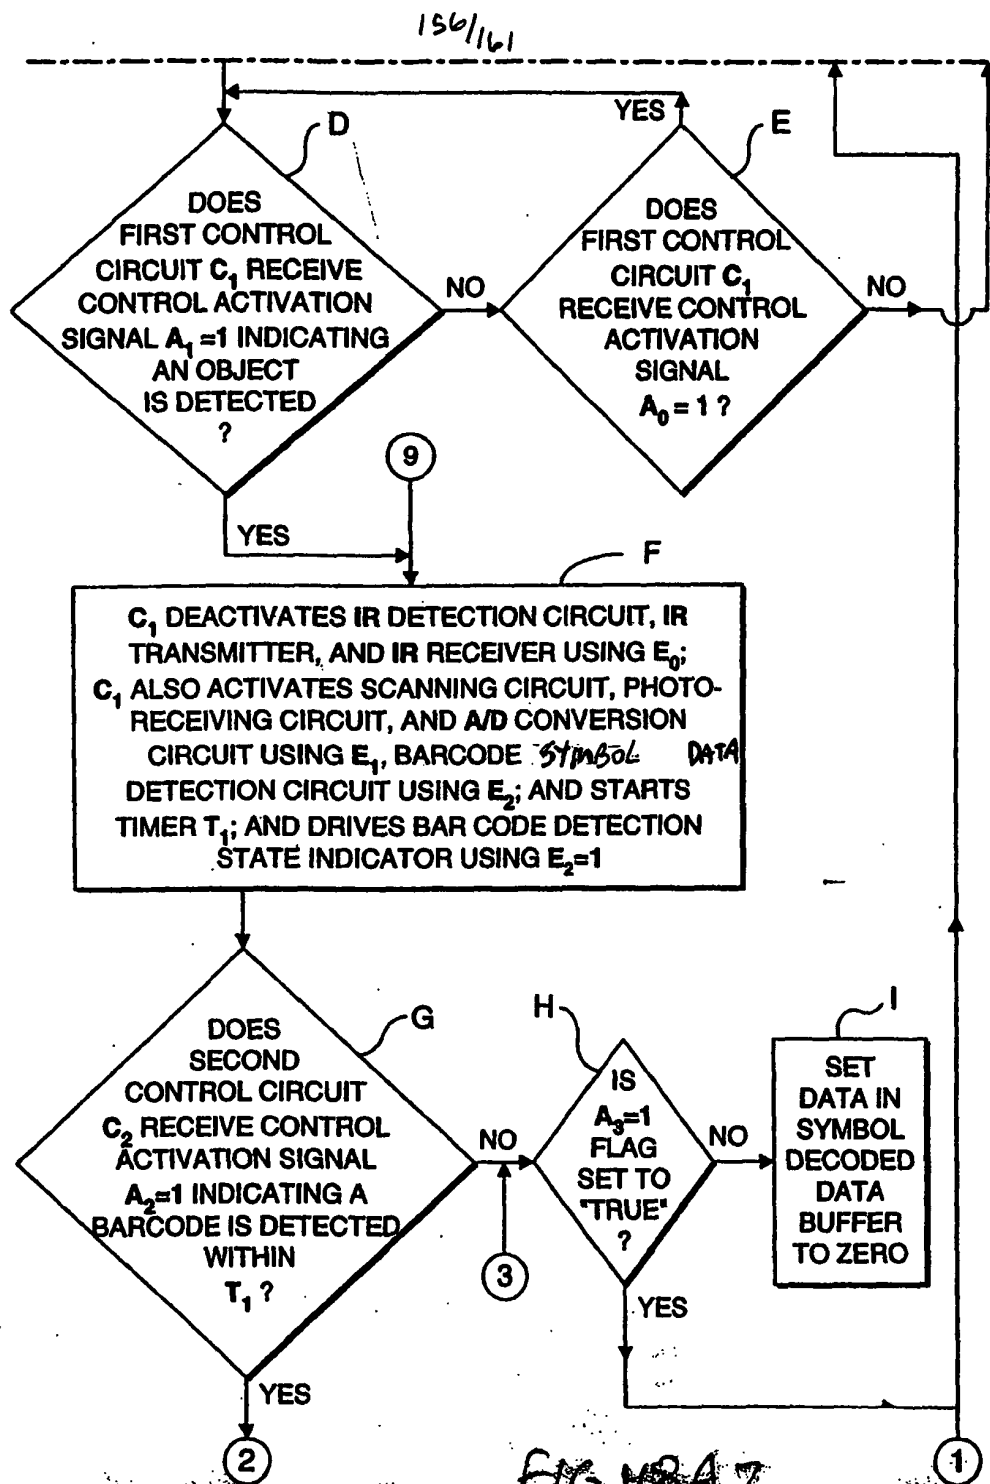 156/161
YES
D
E
DOES
FIRST CONTROL
CIRCUIT C₁ RECEIVE
CONTROL ACTIVATION
SIGNAL A₁ =1 INDICATING
AN OBJECT
IS DETECTED
?
NO
DOES
FIRST CONTROL
CIRCUIT C₁
RECEIVE CONTROL
ACTIVATION
SIGNAL
A₀ = 1 ?
NO
9
YES
F
C₁ DEACTIVATES IR DETECTION CIRCUIT, IR
TRANSMITTER, AND IR RECEIVER USING E₀;
C₁ ALSO ACTIVATES SCANNING CIRCUIT, PHOTO-
RECEIVING CIRCUIT, AND A/D CONVERSION
CIRCUIT USING E₁, BARCODE SYMBOL DATA
DETECTION CIRCUIT USING E₂; AND STARTS
TIMER T₁; AND DRIVES BAR CODE DETECTION
STATE INDICATOR USING E₂=1
G
DOES
SECOND
CONTROL CIRCUIT
C₂ RECEIVE CONTROL
ACTIVATION SIGNAL
A₂=1 INDICATING A
BARCODE IS DETECTED
WITHIN
T₁ ?
NO
3
H
IS
A₃=1
FLAG
SET TO
"TRUE"
?
NO
I
SET
DATA IN
SYMBOL
DECODED
DATA
BUFFER
TO ZERO
YES
YES
2
1
FIG.